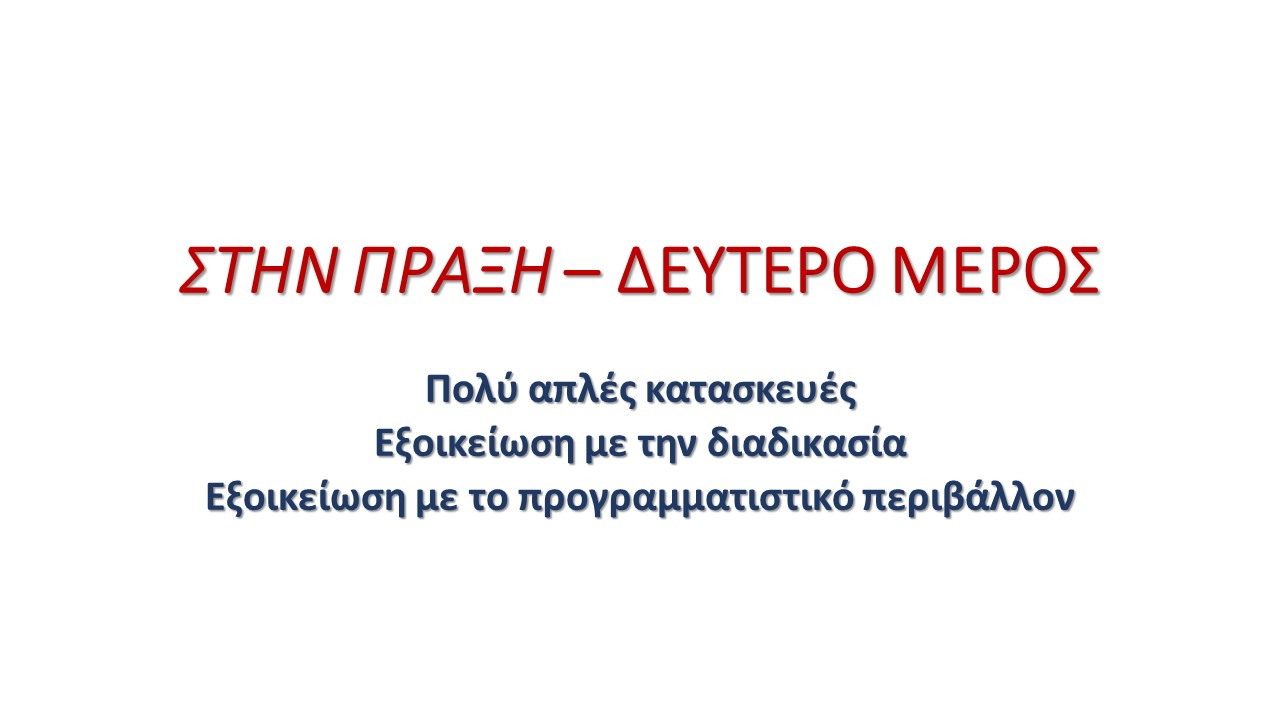 ΣΤΗΝ ΠΡΑΞΗ – ΔΕΥΤΕΡΟ ΜΕΡΟΣ
Πολύ απλές κατασκευές
Εξοικείωση με την διαδικασία
Εξοικείωση με το προγραμματιστικό περιβάλλον